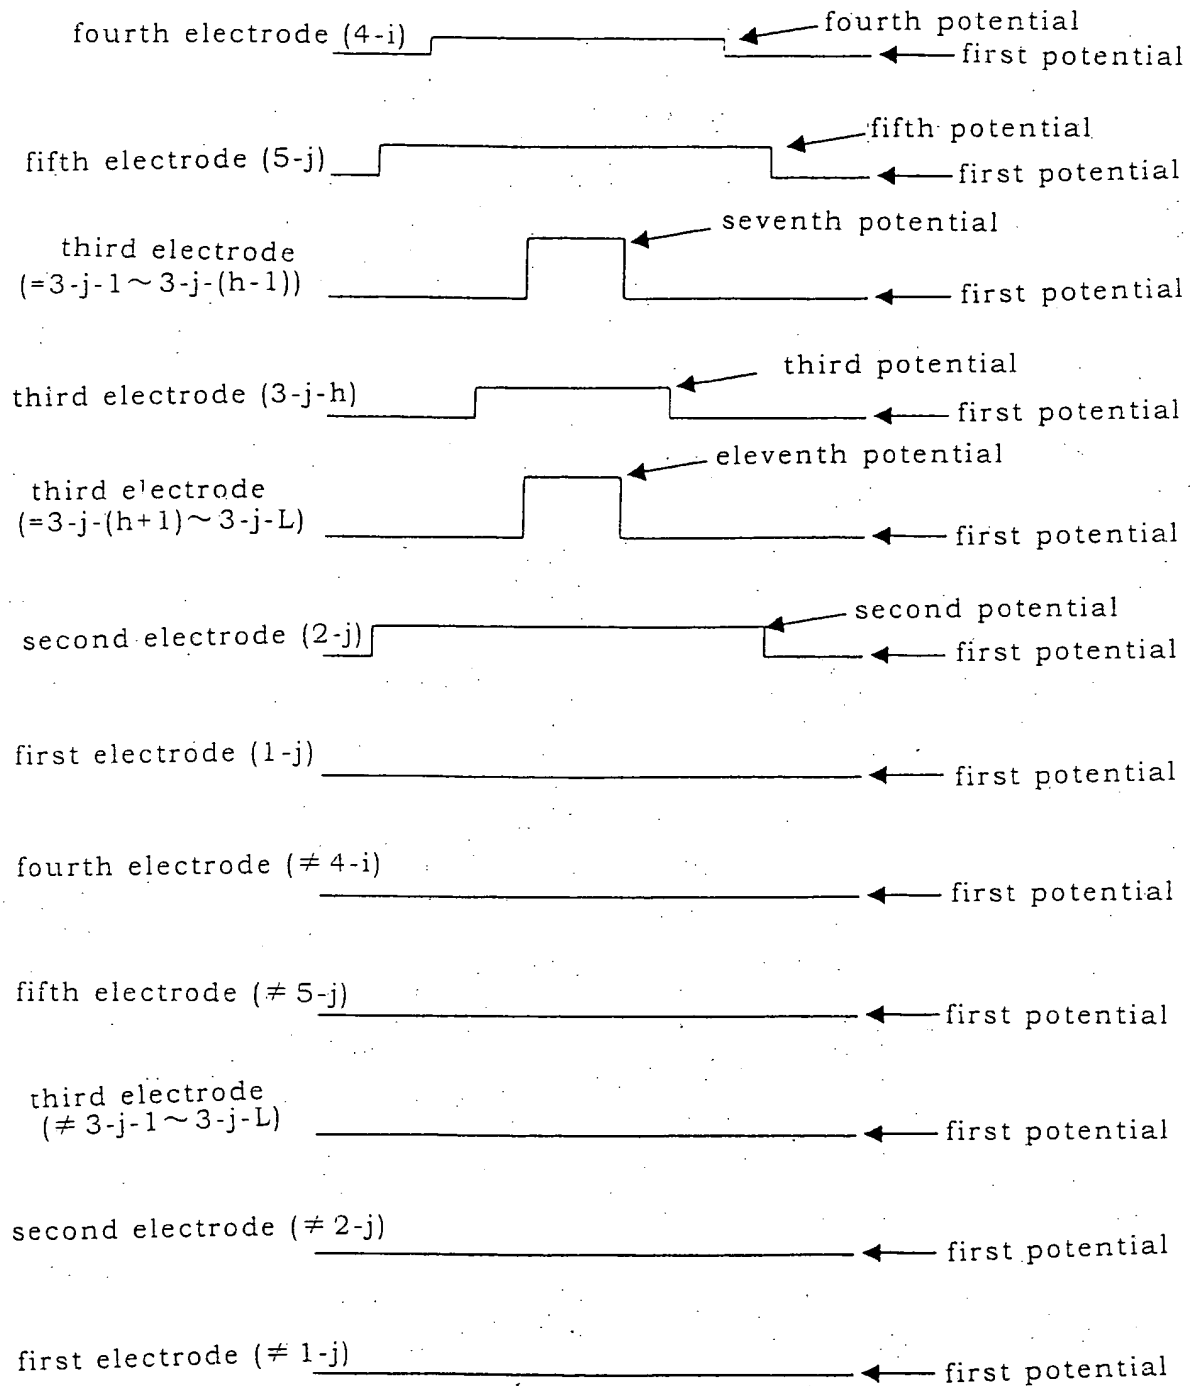 fourth electrode (4-i)
fourth potential
first potential
fifth electrode (5-j)
fifth potential
first potential
third electrode
(=3-j-1～3-j-(h-1))
seventh potential
first potential
third electrode (3-j-h)
third potential
first potential
third electrode
(=3-j-(h+1)～3-j-L)
eleventh potential
first potential
second electrode (2-j)
second potential
first potential
first electrode (1-j)
first potential
fourth electrode (≠ 4-i)
first potential
fifth electrode (≠ 5-j)
first potential
third electrode
(≠ 3-j-1～3-j-L)
first potential
second electrode (≠ 2-j)
first potential
first electrode (≠ 1-j)
first potential